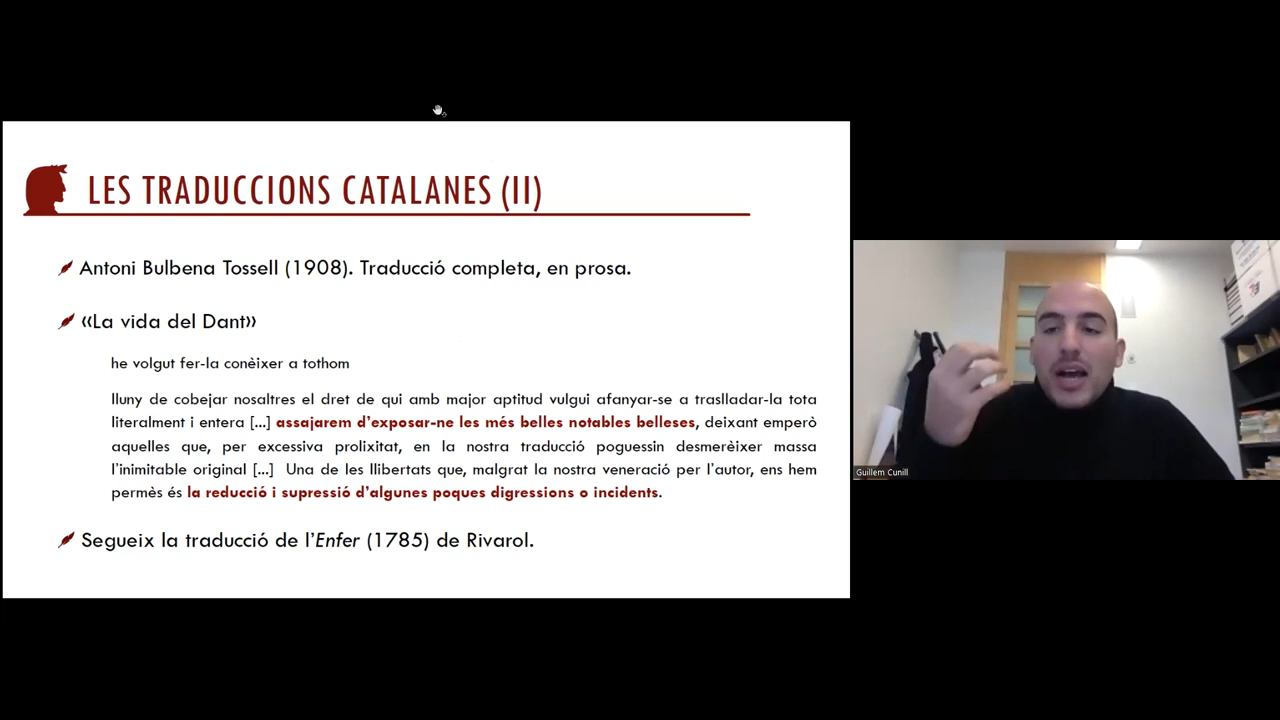 LES TRADUCCIONS CATALANES (II)
Antoni Bulbena Tossell (1908). Traducció completa, en prosa.
«La vida del Dant»
he volgut fer-la conèixer a tothom
lluny de cobejar nosaltres el dret de qui amb major aptitud vulgui afanyar-se a traslladar-la tota
literalment i entera [...] assajarem d'exposar-ne les més belles notables belleses, deixant emperò
aquelles que, per excessiva prolixitat, en la nostra traducció poguessin desmerèixer massa
l'inimitable original [...] Una de les llibertats que, malgrat la nostra veneració per l'autor, ens hem
permès és la reducció i supressió d'algunes poques digressions o incidents.
Segueix la traducció de l'Enfer (1785) de Rivarol.
Guillem Cunill